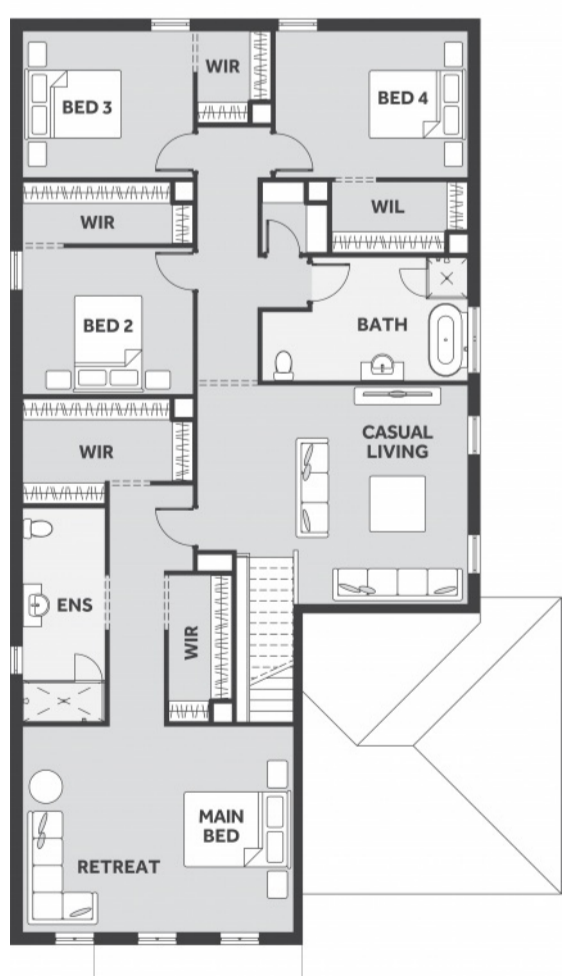 WIR
BED 3
BED 4
WIR
WIL
BED 2
BATH
CASUAL
LIVING
WIR
ENS
WIR
MAIN
BED
RETREAT